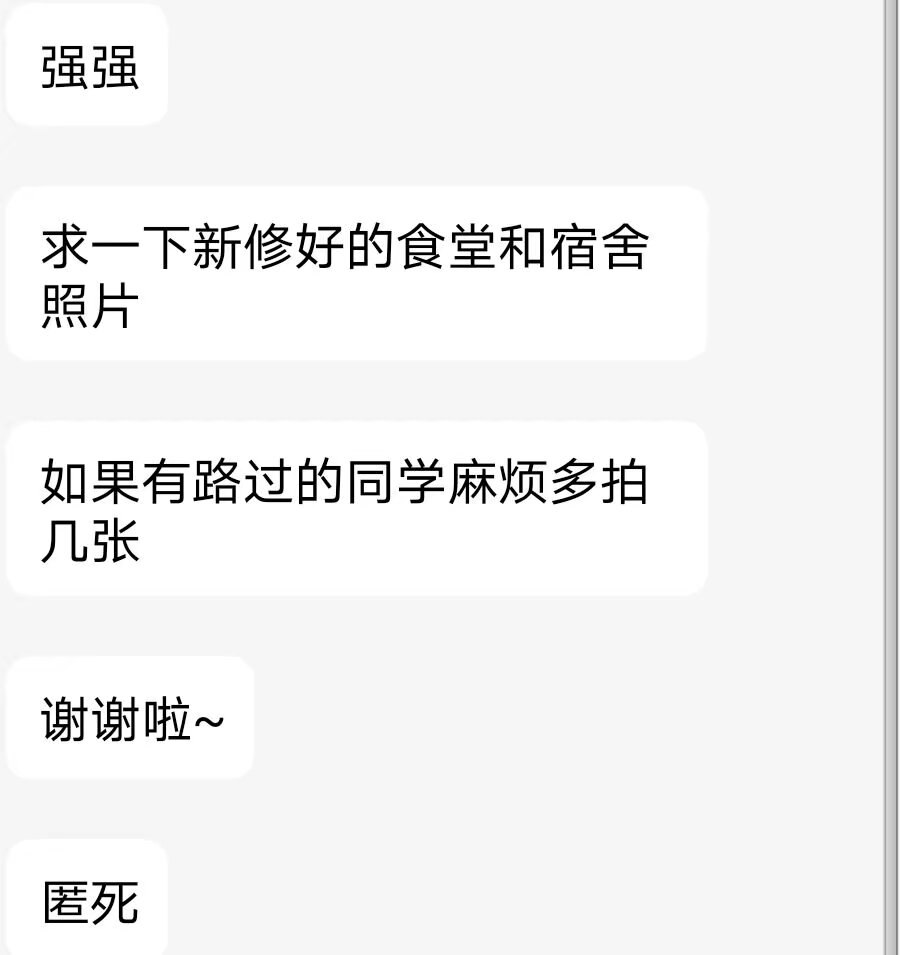 强强
求一下新修好的食堂和宿舍
照片
如果有路过的同学麻烦多拍
几张
谢谢啦~
匿死